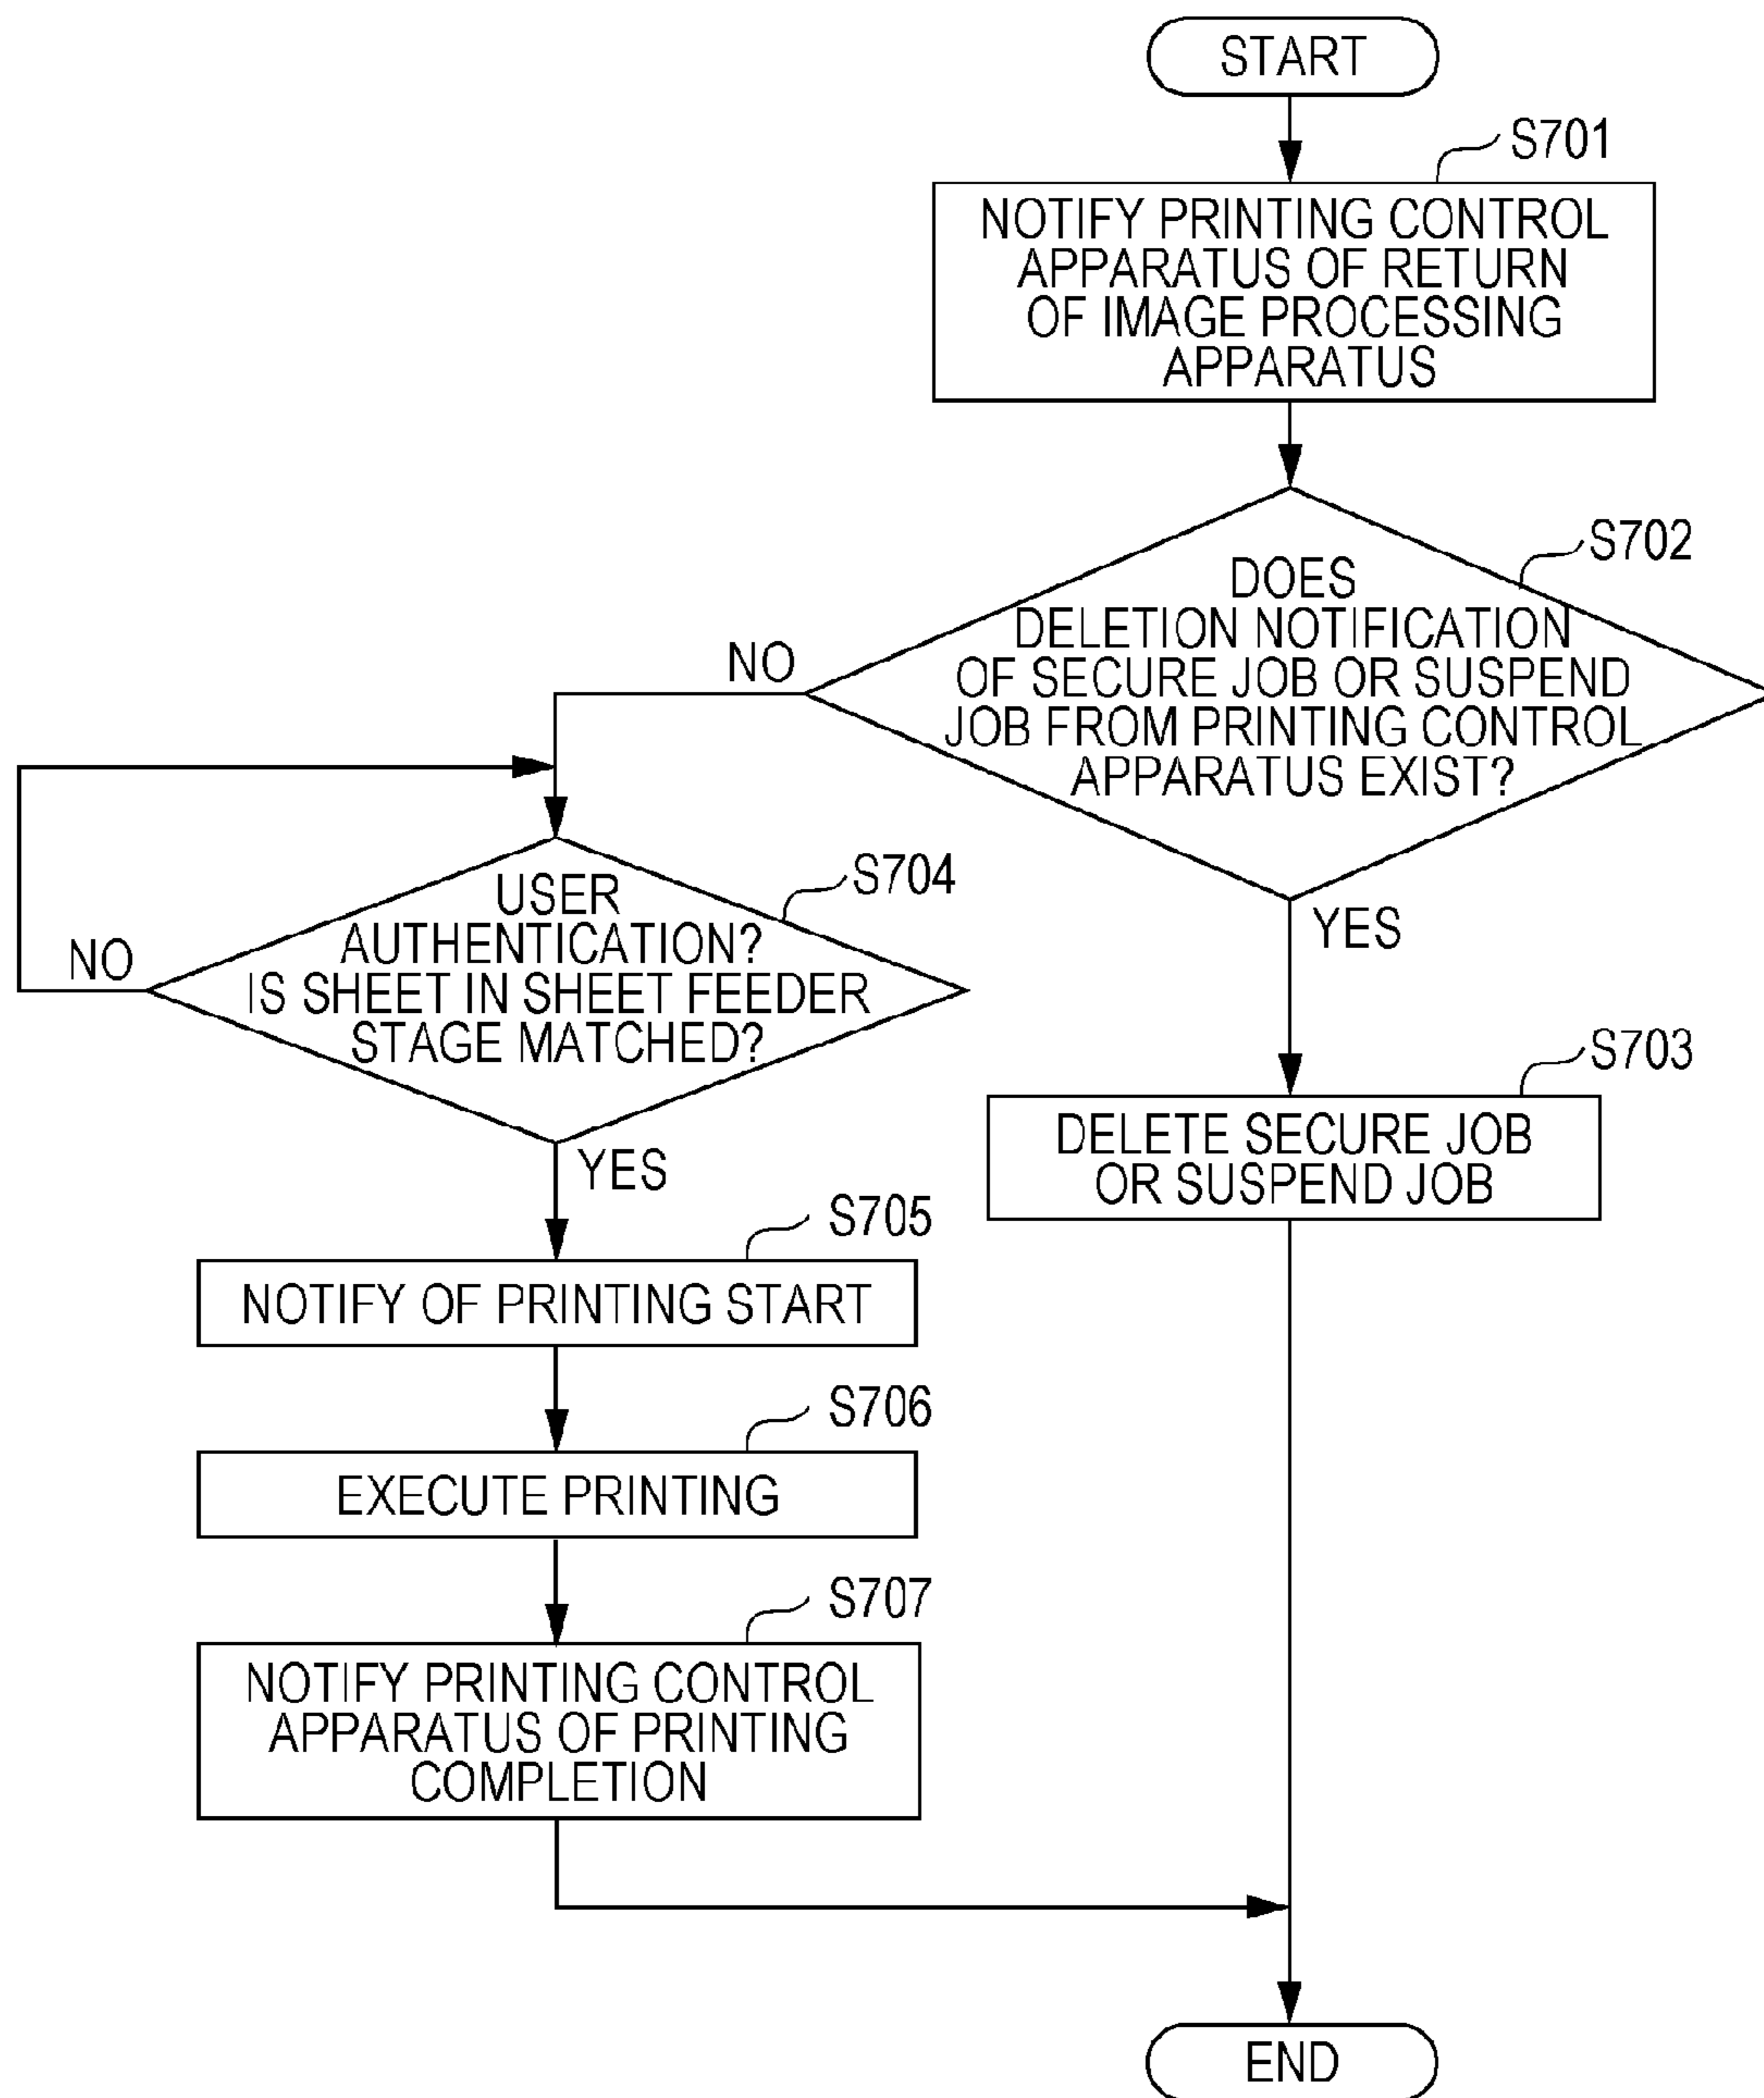 START
S701
NOTIFY PRINTING CONTROL
APPARATUS OF RETURN
OF IMAGE PROCESSING
APPARATUS
S702
DOES
DELETION NOTIFICATION
OF SECURE JOB OR SUSPEND
JOB FROM PRINTING CONTROL
APPARATUS EXIST?
NO
YES
S704
USER
AUTHENTICATION?
IS SHEET IN SHEET FEEDER
STAGE MATCHED?
NO
YES
S703
DELETE SECURE JOB
OR SUSPEND JOB
S705
NOTIFY OF PRINTING START
S706
EXECUTE PRINTING
S707
NOTIFY PRINTING CONTROL
APPARATUS OF PRINTING
COMPLETION
END